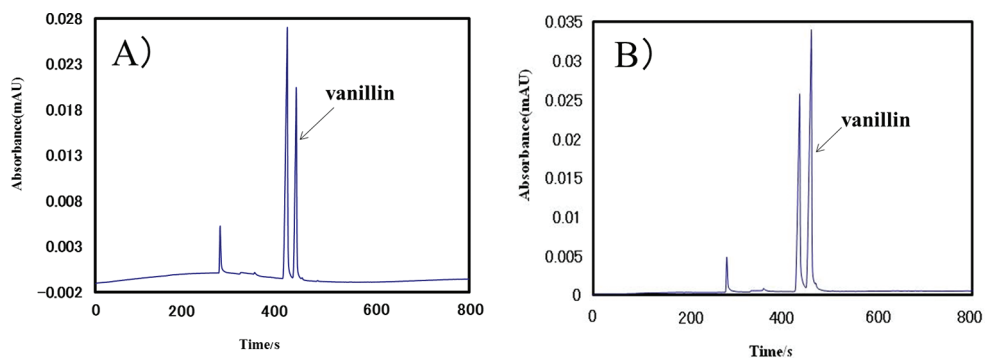 A)
0.028
0.023
0.018
0.013
0.008
0.003
−0.002
Absorbance(mAU)
vanillin
0 200 400 600 800
Time/s
B)
0.035
0.03
0.025
0.02
0.015
0.01
0.005
0
Absorbance(mAU)
vanillin
0 200 400 600 800
Time/s